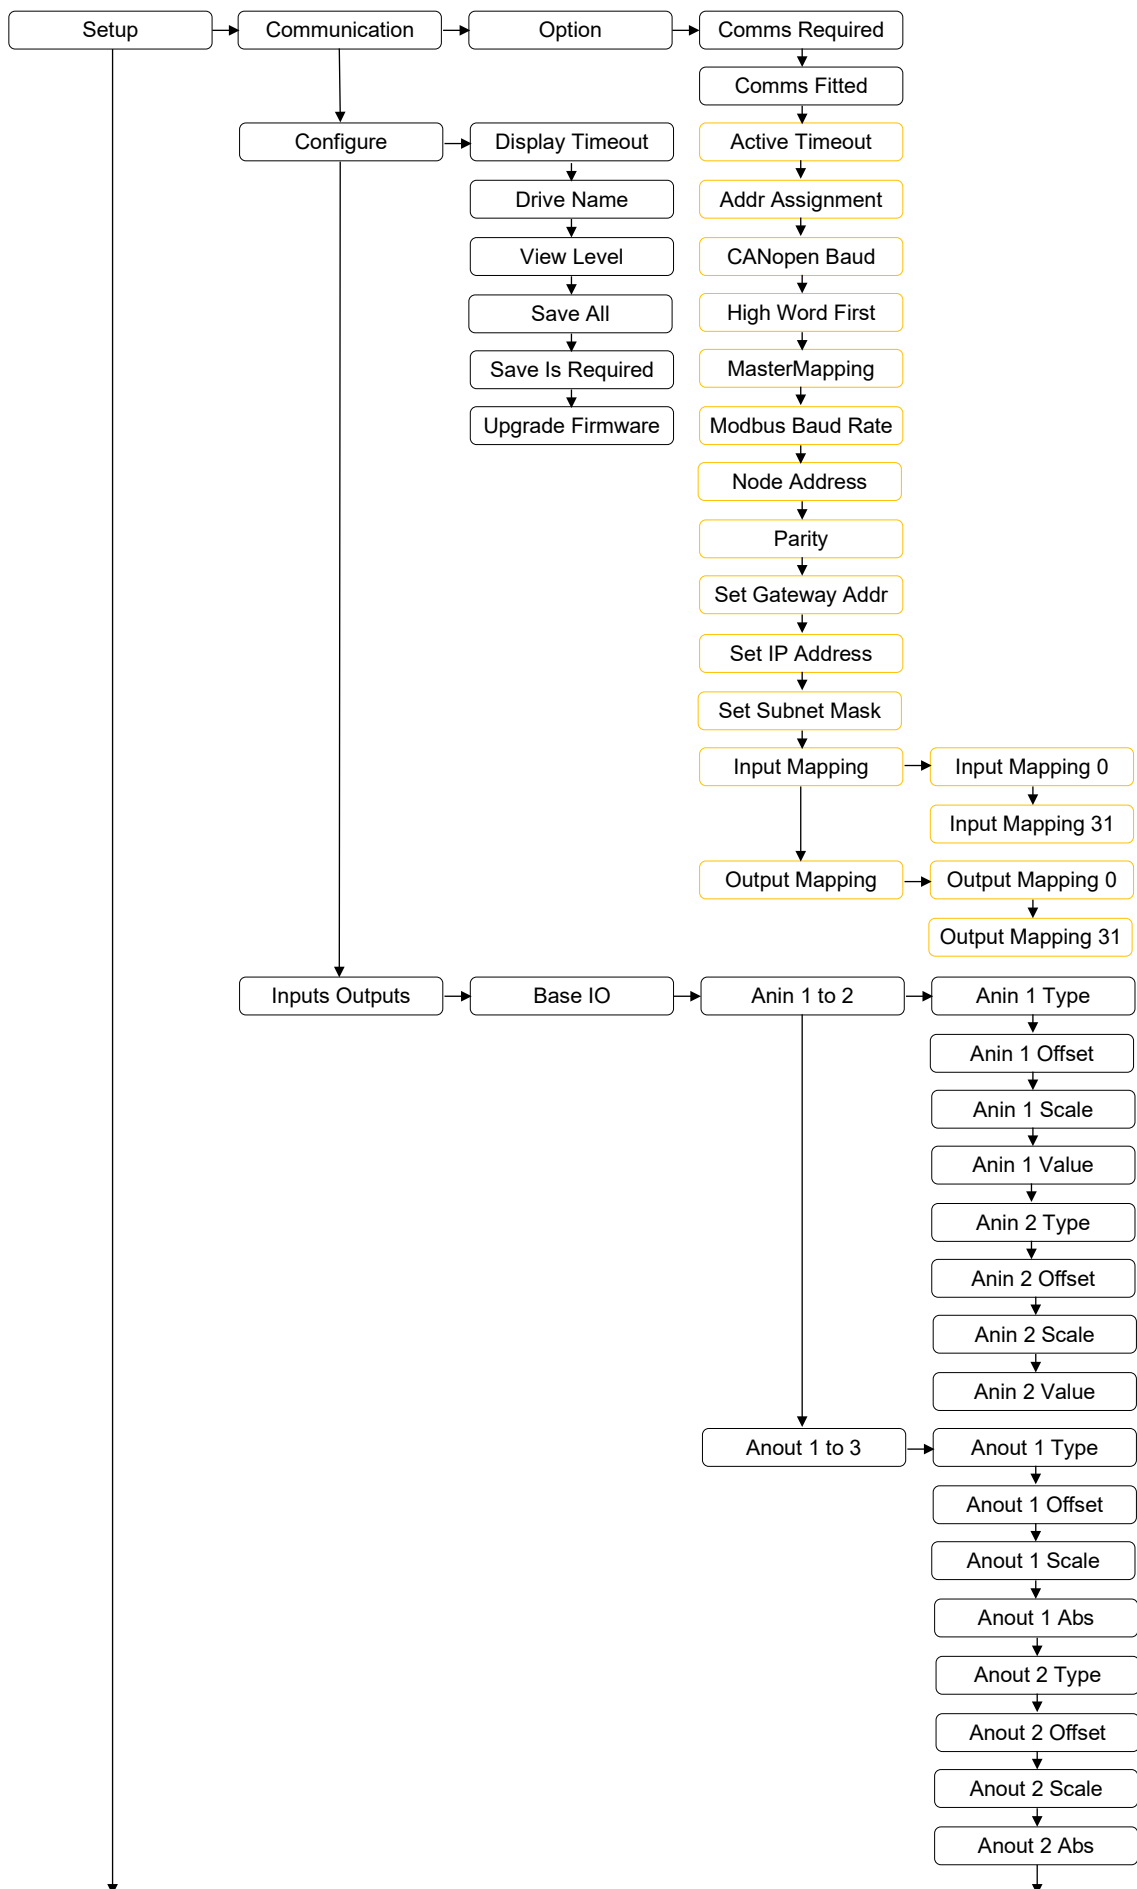 Setup
Communication
Option
Comms Required
Comms Fitted
Configure
Display Timeout
Active Timeout
Drive Name
Addr Assignment
View Level
CANopen Baud
Save All
High Word First
Save Is Required
MasterMapping
Upgrade Firmware
Modbus Baud Rate
Node Address
Parity
Set Gateway Addr
Set IP Address
Set Subnet Mask
Input Mapping
Input Mapping 0
Input Mapping 31
Output Mapping
Output Mapping 0
Output Mapping 31
Inputs Outputs
Base IO
Anin 1 to 2
Anin 1 Type
Anin 1 Offset
Anin 1 Scale
Anin 1 Value
Anin 2 Type
Anin 2 Offset
Anin 2 Scale
Anin 2 Value
Anout 1 to 3
Anout 1 Type
Anout 1 Offset
Anout 1 Scale
Anout 1 Abs
Anout 2 Type
Anout 2 Offset
Anout 2 Scale
Anout 2 Abs